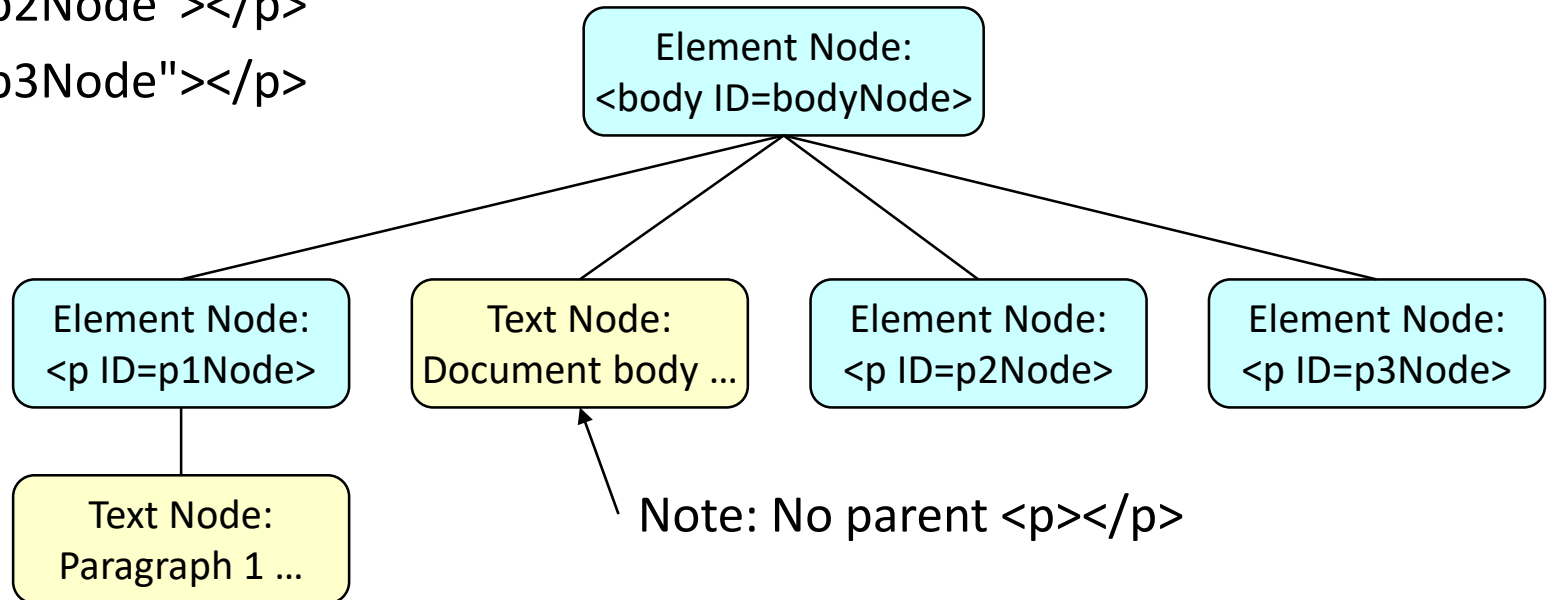 p2Node"></p>
p3Node"></p>
Element Node:
<body ID=bodyNode>
Element Node:
<p ID=p1Node>
Text Node:
Document body ...
Element Node:
<p ID=p2Node>
Element Node:
<p ID=p3Node>
Text Node:
Paragraph 1 ...
Note: No parent <p></p>